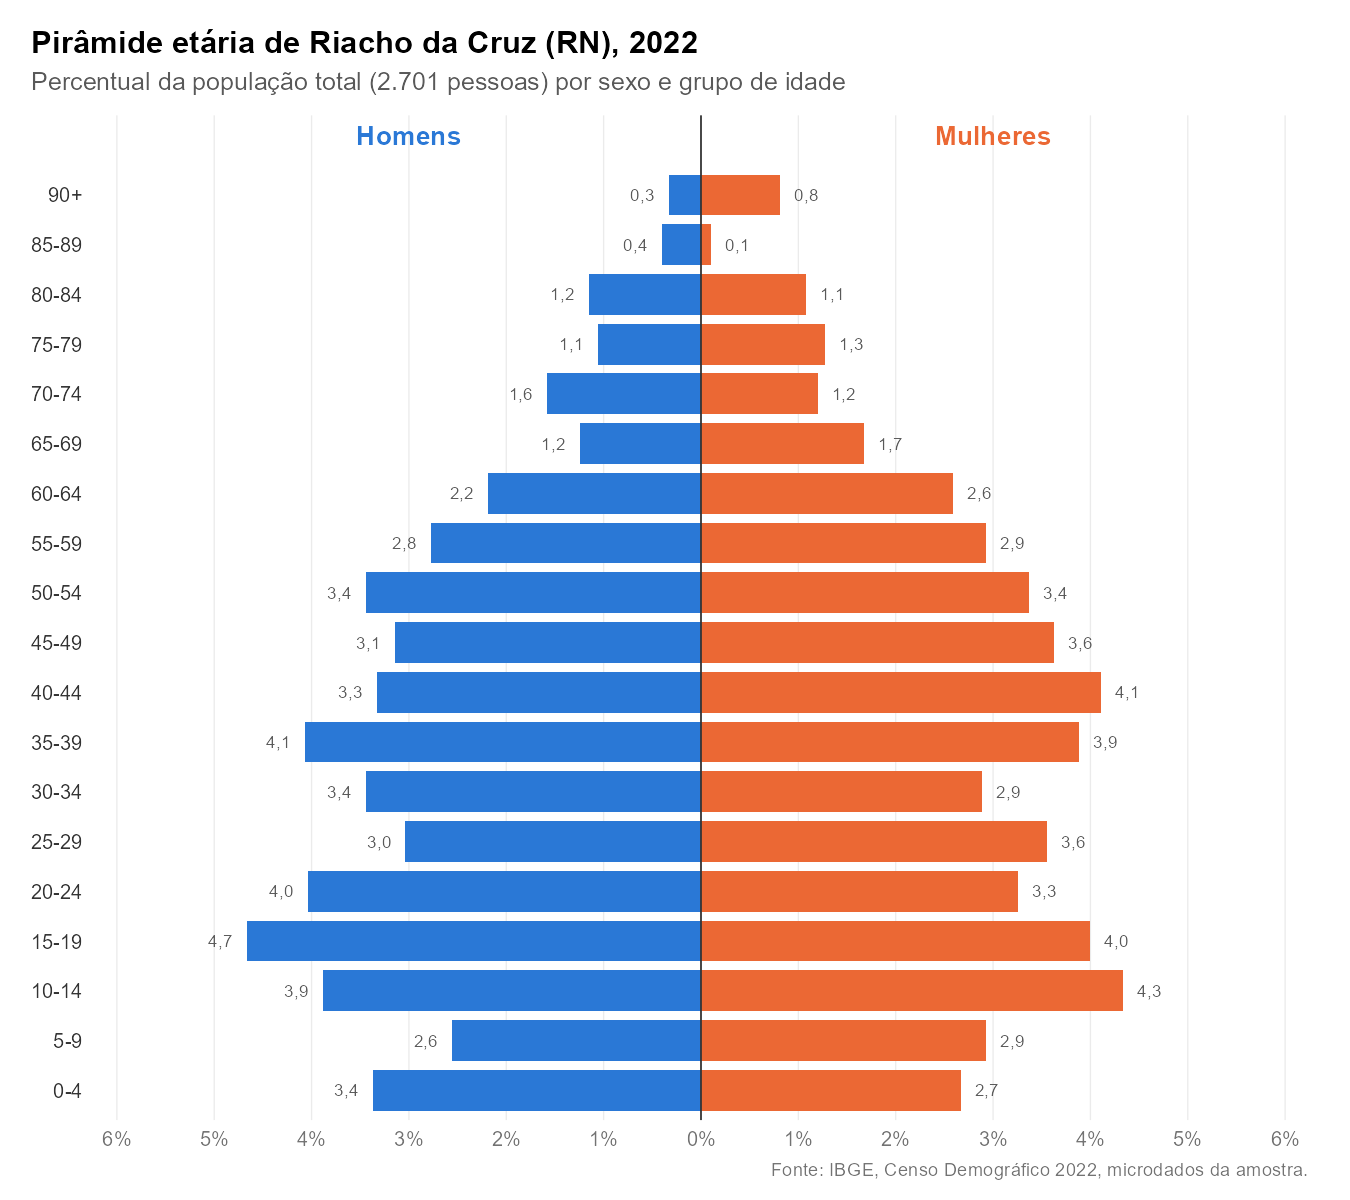 Pirâmide etária de Riacho da Cruz (RN), 2022
Percentual da população total (2.701 pessoas) por sexo e grupo de idade
Homens Mulheres
90+ 0,3 0,8
85-89 0,4 0,1
80-84 1,2 1,1
75-79 1,1 1,3
70-74 1,6 1,2
65-69 1,2 1,7
60-64 2,2 2,6
55-59 2,8 2,9
50-54 3,4 3,4
45-49 3,1 3,6
40-44 3,3 4,1
35-39 4,1 3,9
30-34 3,4 2,9
25-29 3,0 3,6
20-24 4,0 3,3
15-19 4,7 4,0
10-14 3,9 4,3
5-9 2,6 2,9
0-4 3,4 2,7
6% 5% 4% 3% 2% 1% 0% 1% 2% 3% 4% 5% 6%
Fonte: IBGE, Censo Demográfico 2022, microdados da amostra.